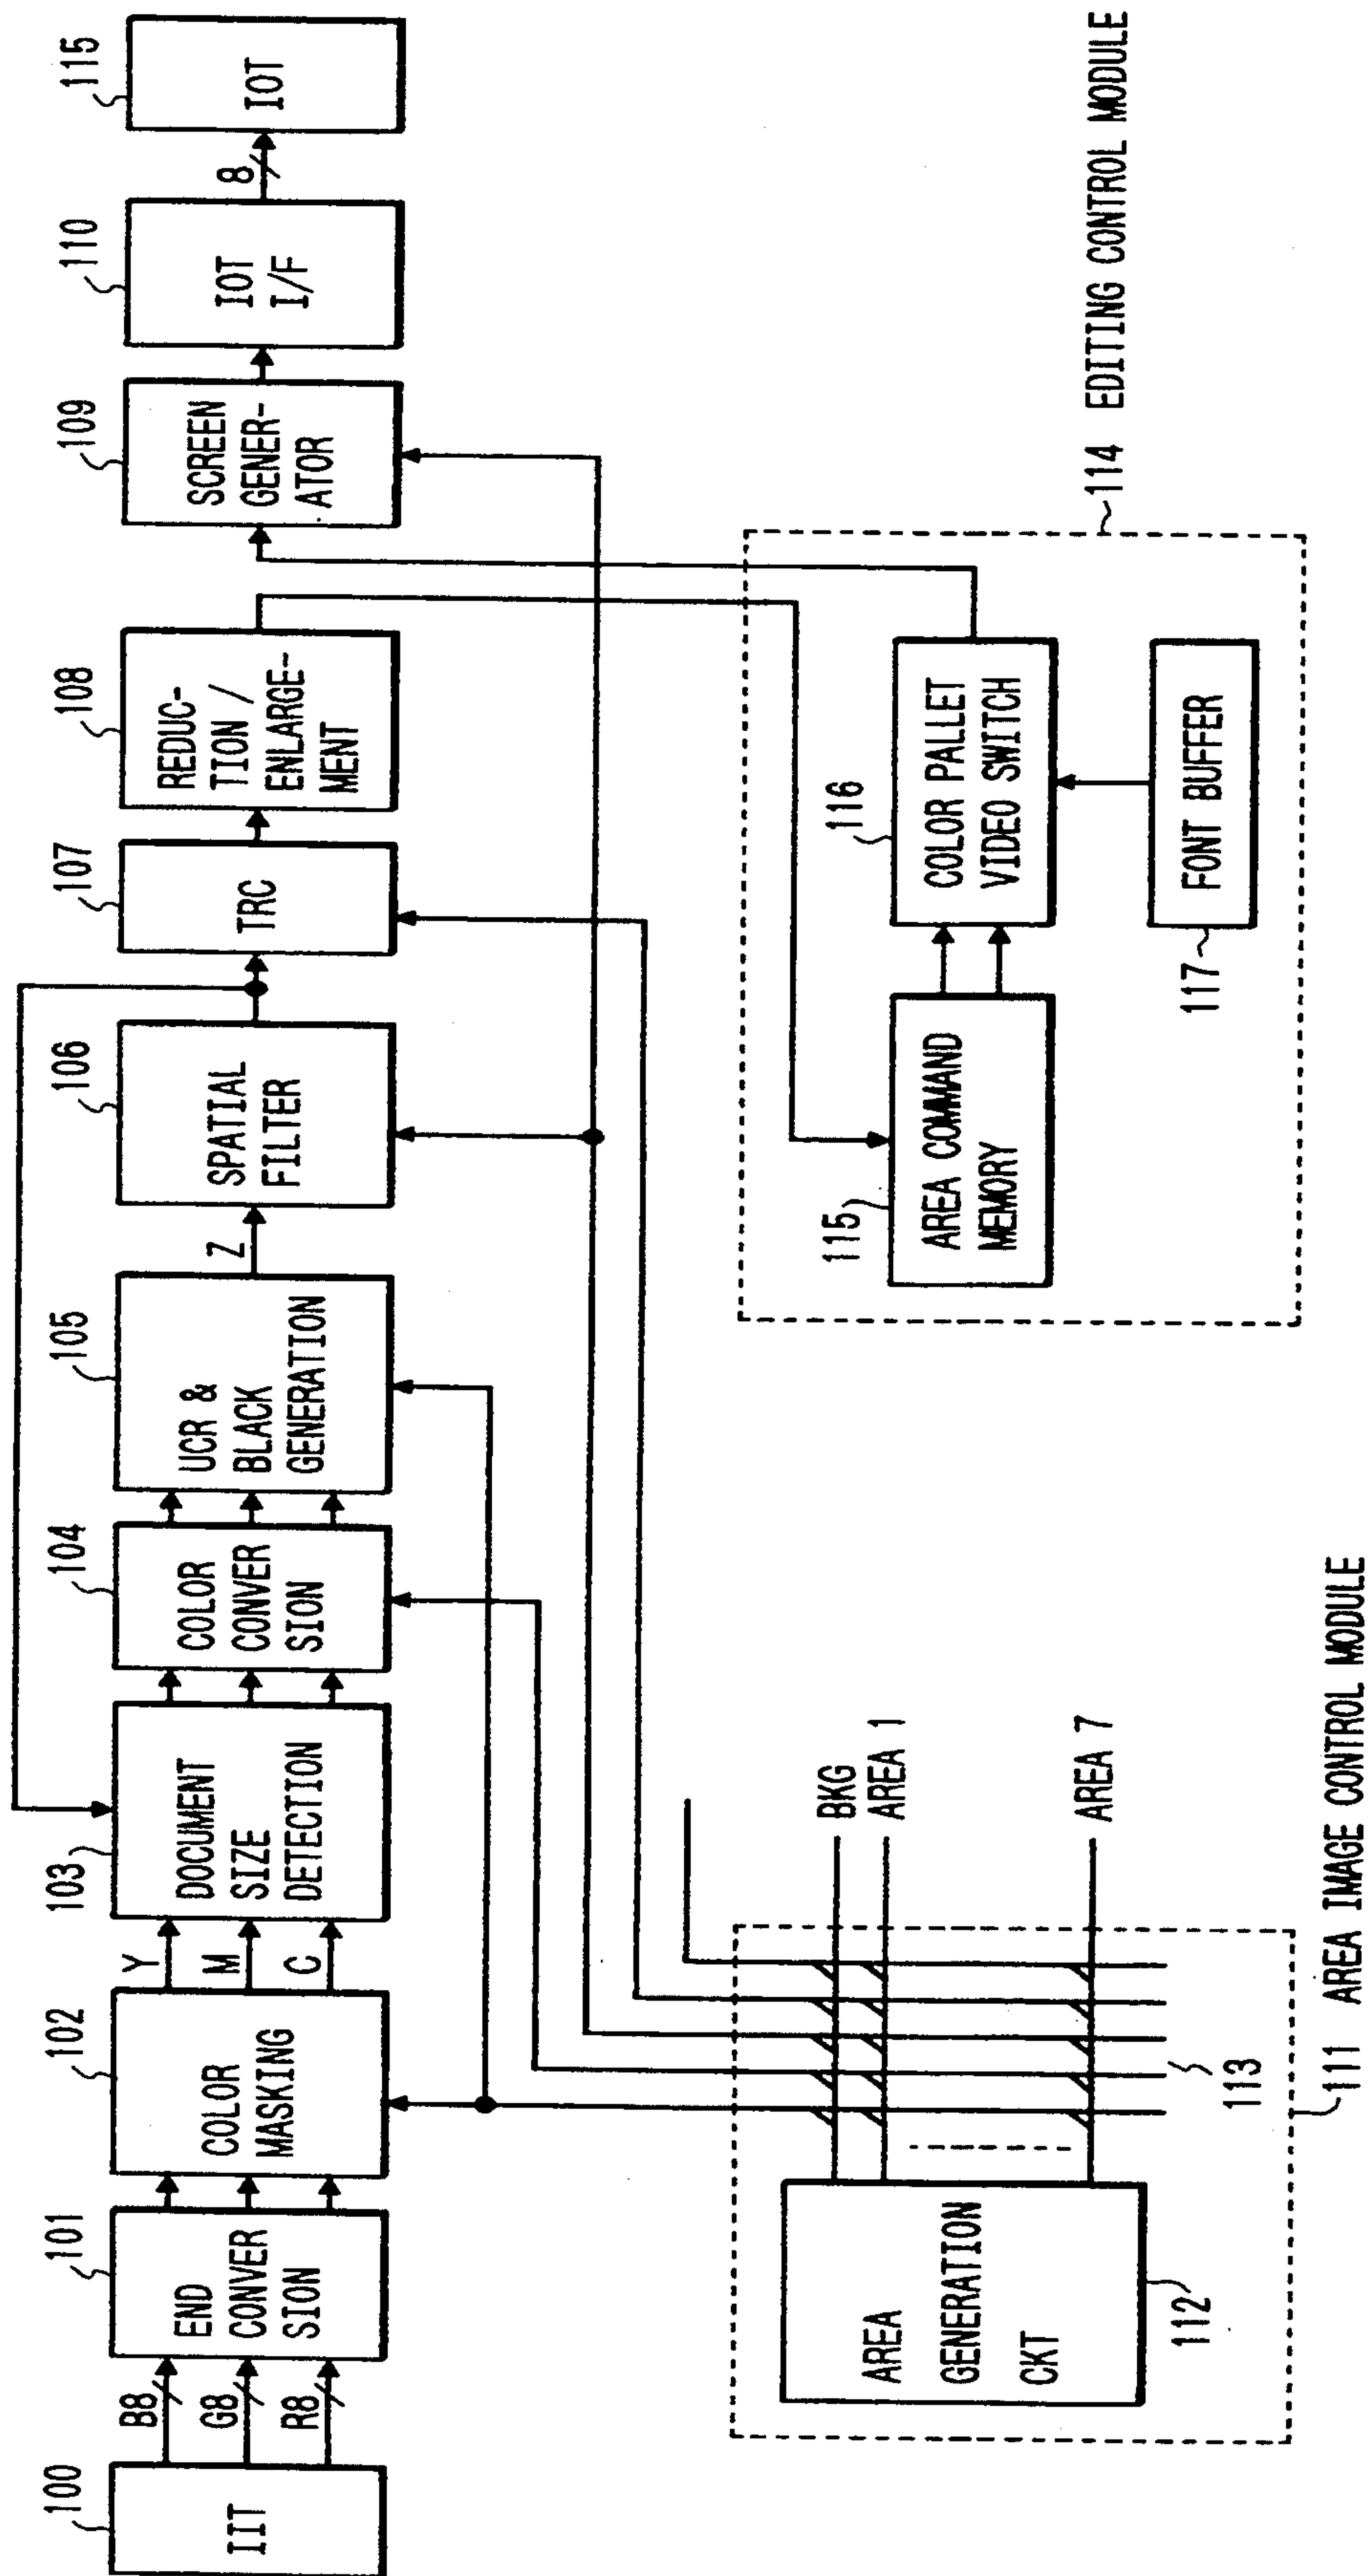 100
IIT
B8
G8
R8
101
END
CONVER
SION
102
COLOR
MASKING
Y
M
C
103
DOCUMENT
SIZE
DETECTION
104
COLOR
CONVER
SION
105
UCR &
BLACK
GENERATION
Z
106
SPATIAL
FILTER
107
TRC
108
REDUC-
TION /
ENLARGE-
MENT
109
SCREEN
GENER-
ATOR
110
IOT
I/F
8
115
IOT
AREA
GENERATION
CKT
112
BKG
AREA 1
AREA 7
113
111 AREA IMAGE CONTROL MODULE
115
AREA COMMAND
MEMORY
116
COLOR PALLET
VIDEO SWITCH
117
FONT BUFFER
114 EDITING CONTROL MODULE